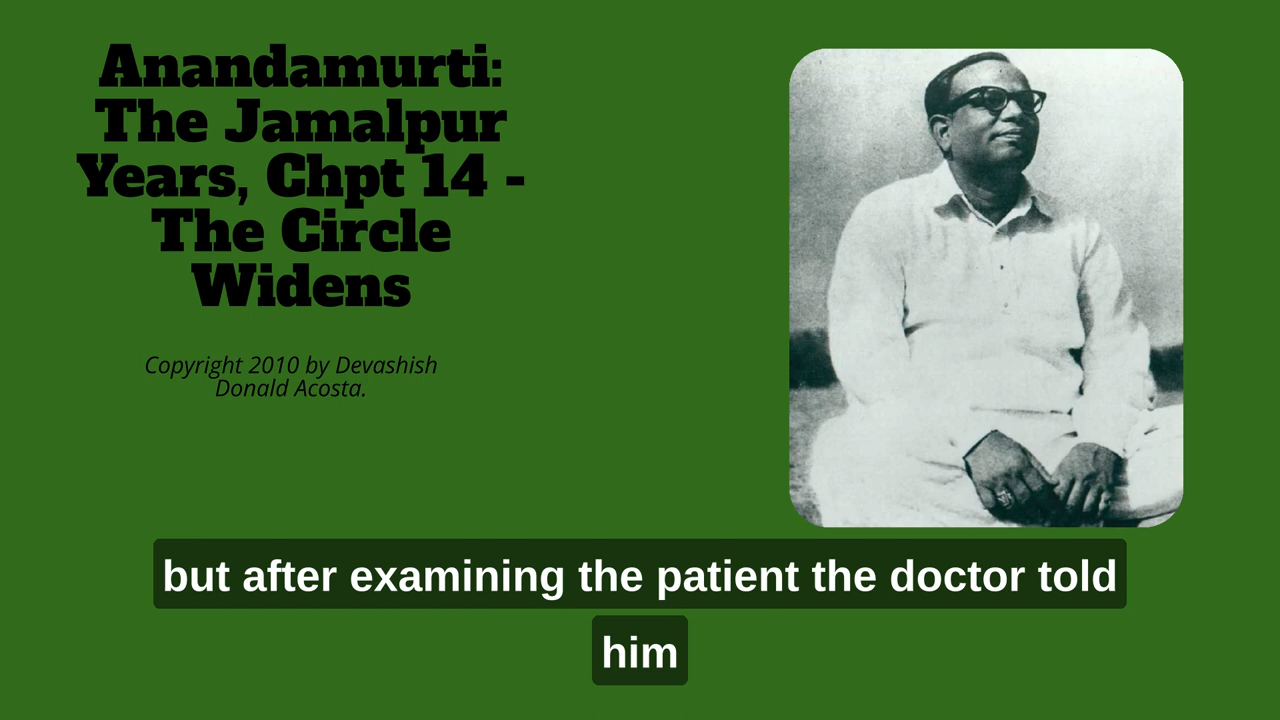 Anandamurti:
The Jamalpur
Years, Chpt 14 -
The Circle
Widens
Copyright 2010 by Devashish
Donald Acosta.
but after examining the patient the doctor told
him